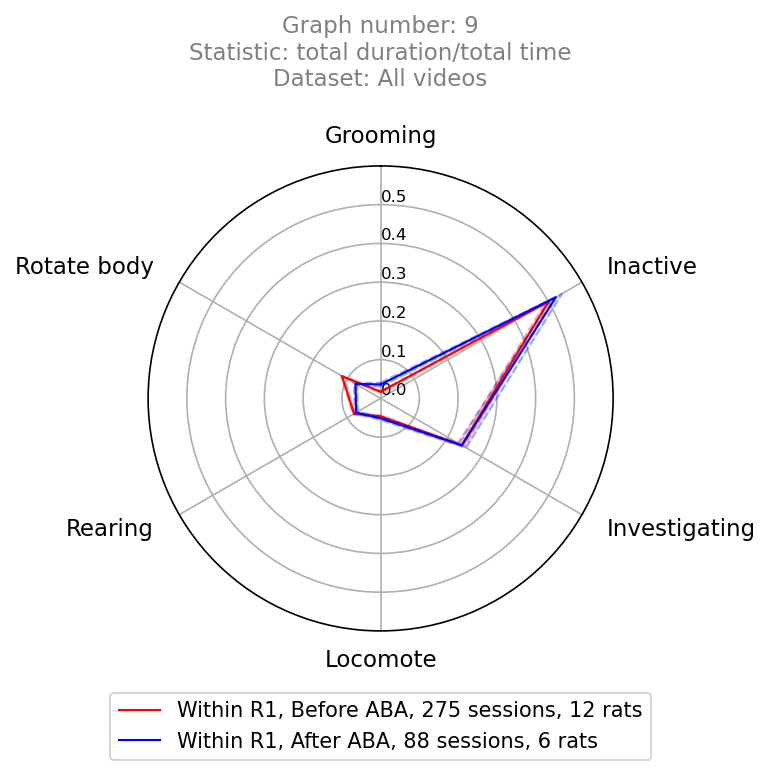 Graph number: 9
Statistic: total duration/total time
Dataset: All videos
Grooming
0.5
0.4
0.3
0.2
0.1
0.0
Rotate body
Inactive
Rearing
Investigating
Locomote
Within R1, Before ABA, 275 sessions, 12 rats
Within R1, After ABA, 88 sessions, 6 rats